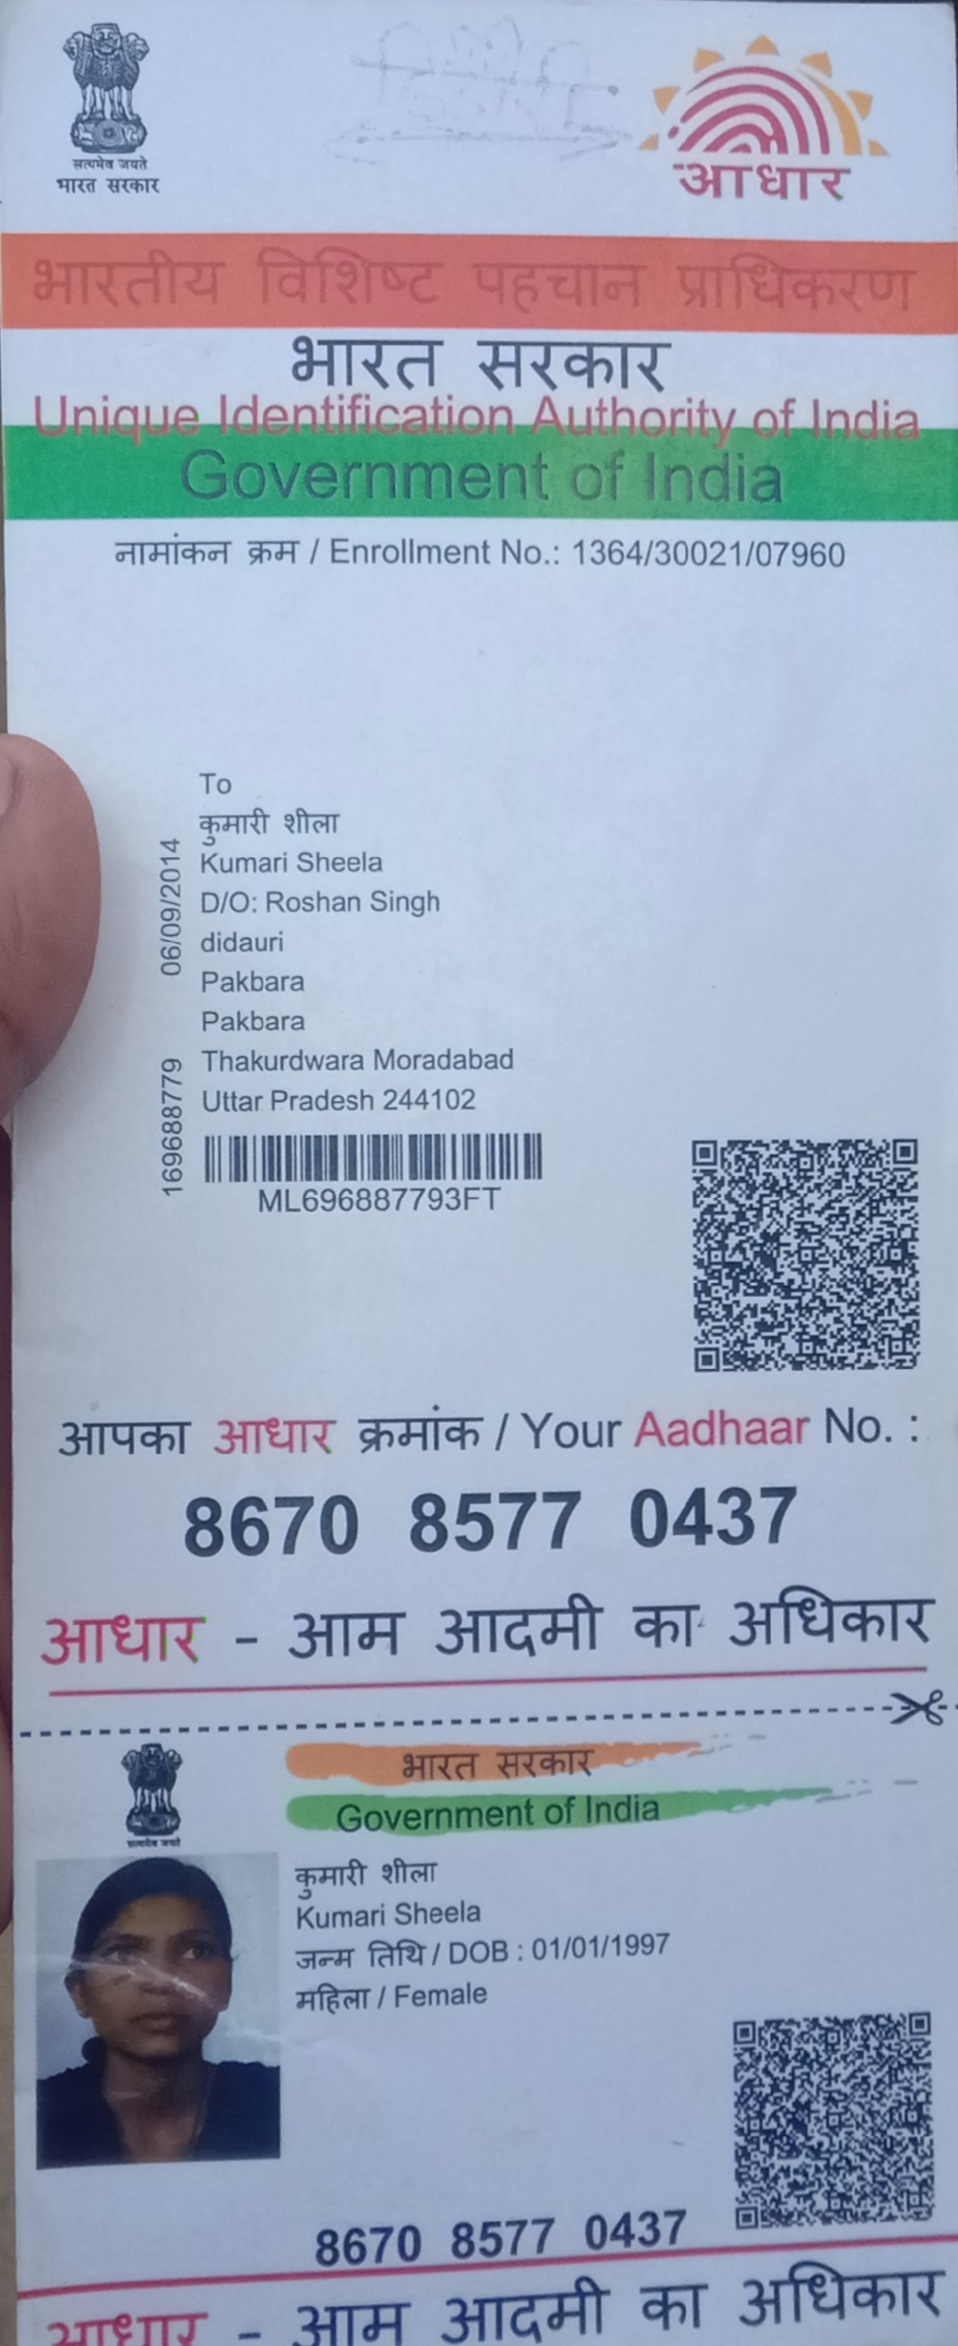 सत्यमेव जयते
भारत सरकार
आधार
भारतीय विशिष्ट पहचान प्राधिकरण
भारत सरकार
Unique Identification Authority of India
Government of India
नामांकन क्रम / Enrollment No.: 1364/30021/07960
To
कुमारी शीला
Kumari Sheela
D/O: Roshan Singh
didauri
Pakbara
Pakbara
Thakurdwara Moradabad
Uttar Pradesh 244102
06/09/2014
169688779
ML696887793FT
आपका आधार क्रमांक / Your Aadhaar No. :
8670 8577 0437
आधार - आम आदमी का अधिकार
भारत सरकार
Government of India
सत्यमेव जयते
कुमारी शीला
Kumari Sheela
जन्म तिथि / DOB : 01/01/1997
महिला / Female
8670 8577 0437
आधार - आम आदमी का अधिकार